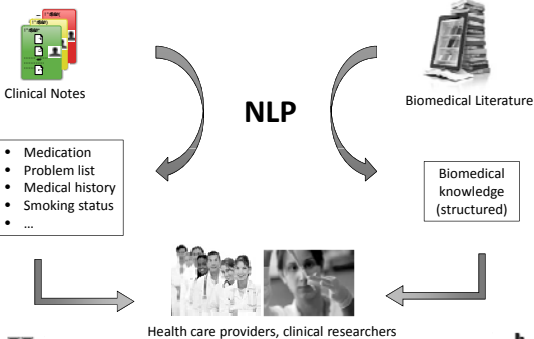 Clinical Notes
NLP
Biomedical Literature
• Medication
• Problem list
• Medical history
• Smoking status
• ...
Biomedical
knowledge
(structured)
Health care providers, clinical researchers